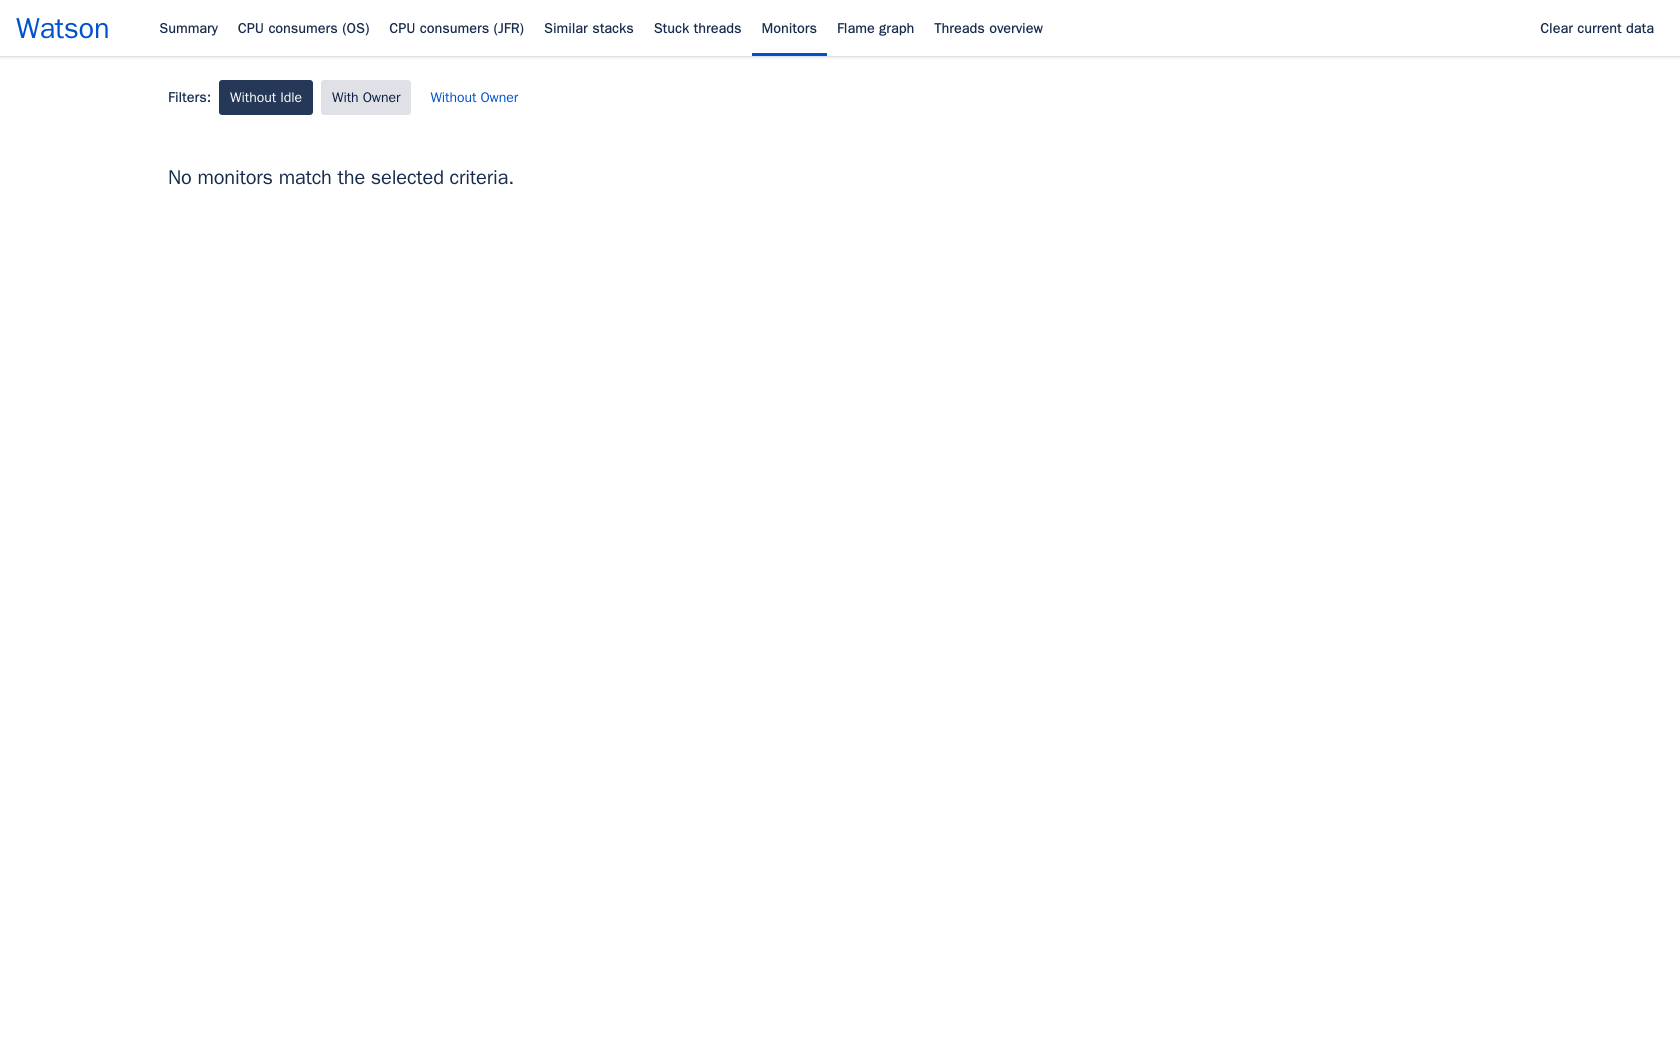 Watson Summary CPU consumers (OS) CPU consumers (JFR) Similar stacks Stuck threads Monitors Flame graph Threads overview Clear current data
Filters: Without Idle With Owner Without Owner
No monitors match the selected criteria.